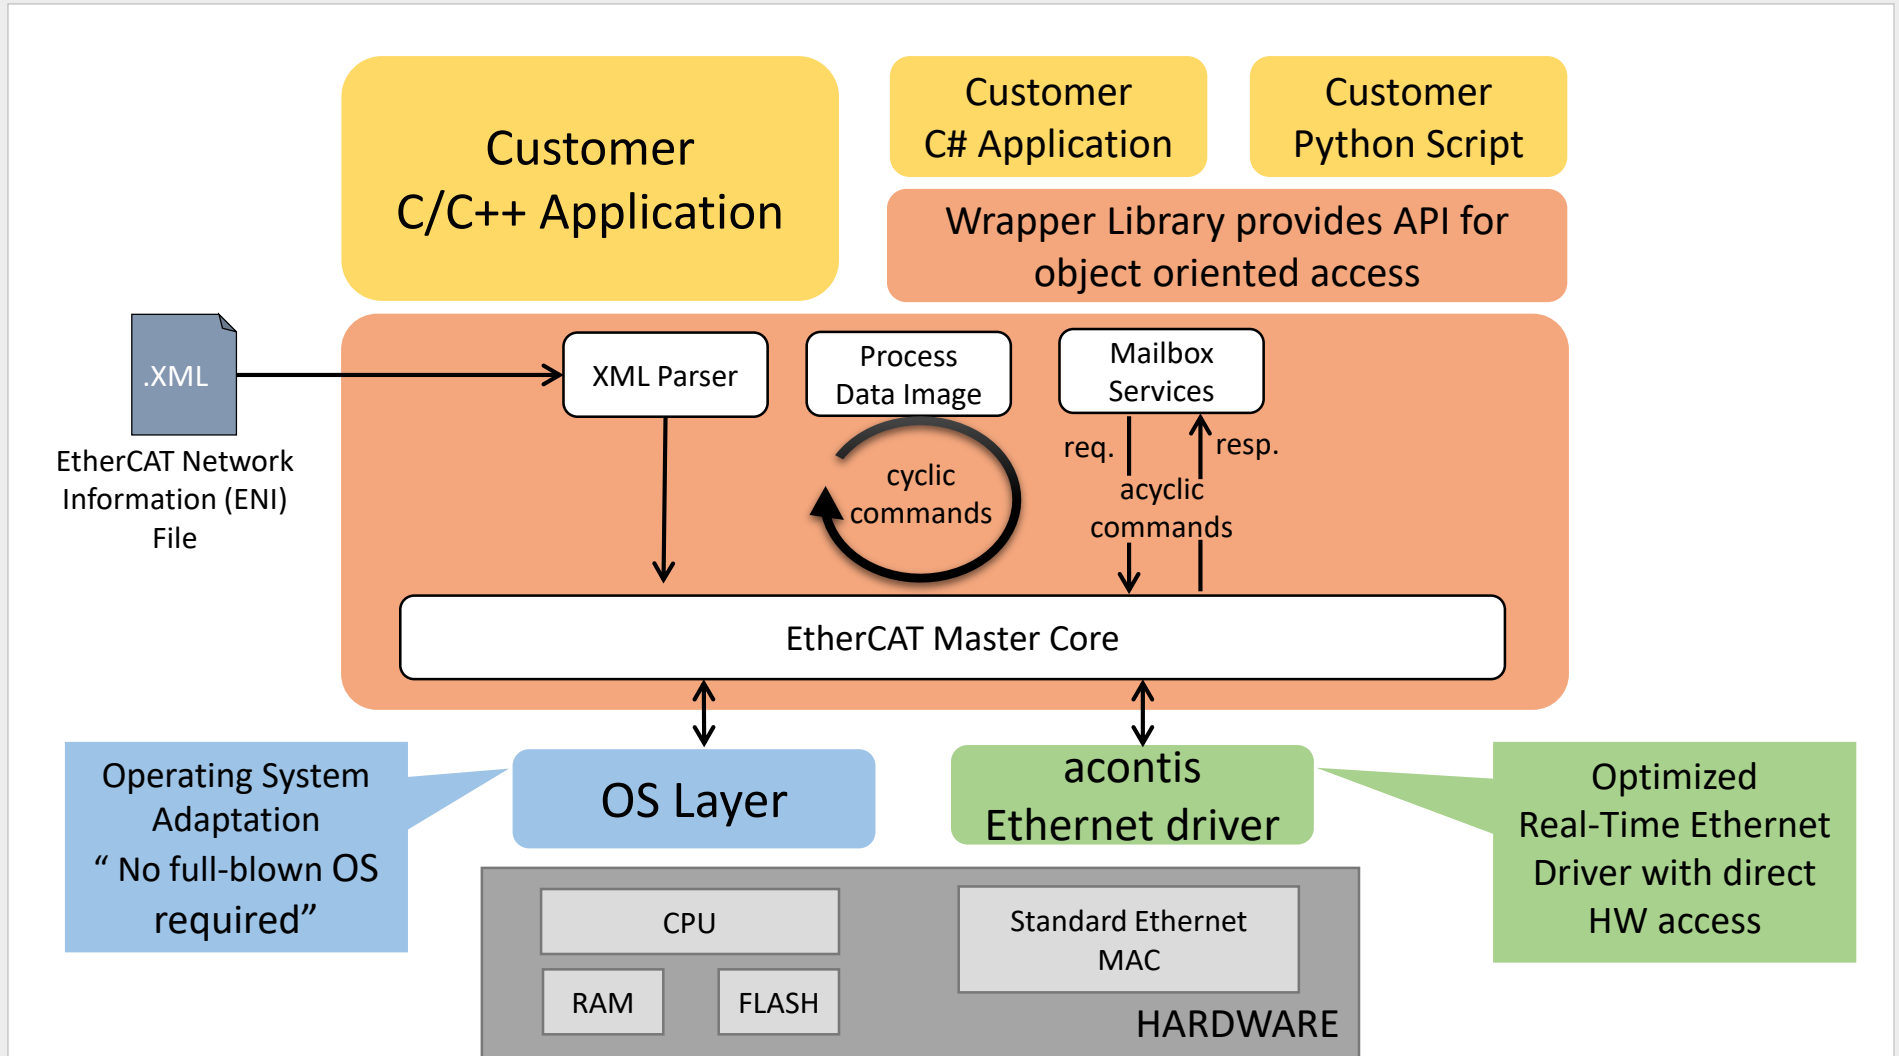 Customer
C/C++ Application
Customer
C# Application
Customer
Python Script
Wrapper Library provides API for
object oriented access
.XML
EtherCAT Network
Information (ENI)
File
XML Parser
Process
Data Image
Mailbox
Services
cyclic
commands
req.
resp.
acyclic
commands
EtherCAT Master Core
Operating System
Adaptation
“ No full-blown OS
required”
OS Layer
acontis
Ethernet driver
Optimized
Real-Time Ethernet
Driver with direct
HW access
CPU
RAM
FLASH
Standard Ethernet
MAC
HARDWARE